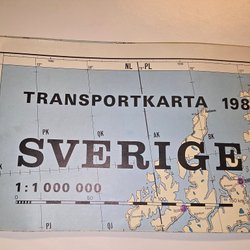 NL PL
TRANSPORTKARTA 198
PK QK AK
SVERIGE
1:1 000 000
PJ QJ